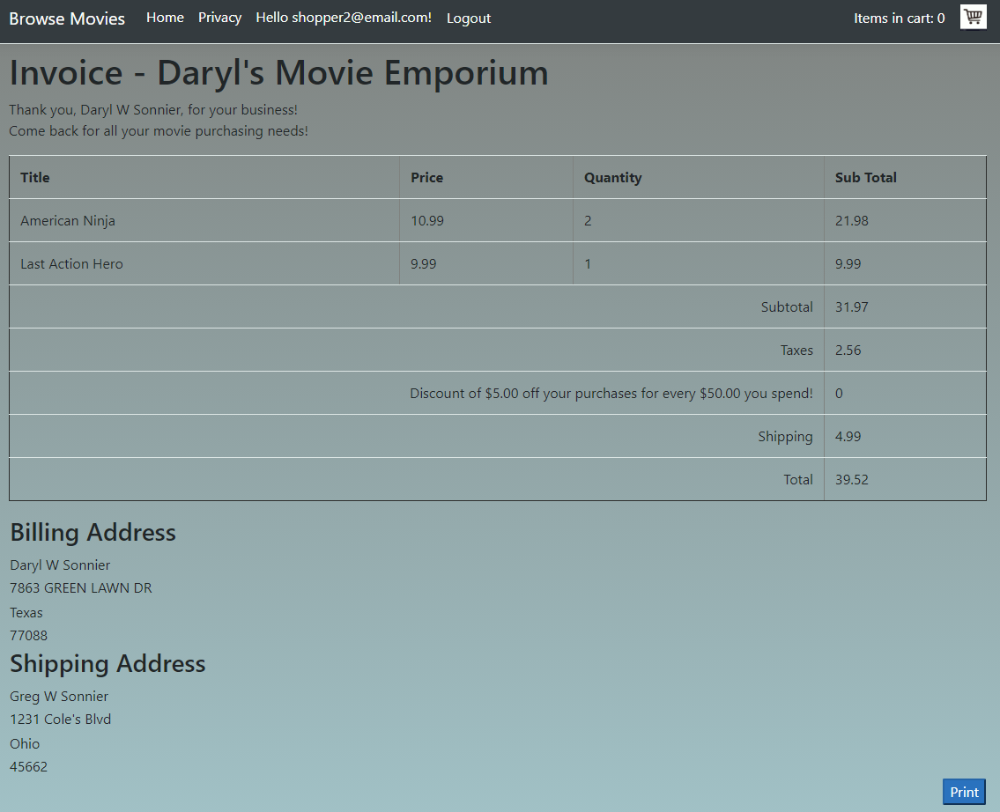 Browse Movies Home Privacy Hello shopper2@email.com! Logout Items in cart: 0
Invoice - Daryl's Movie Emporium
Thank you, Daryl W Sonnier, for your business!
Come back for all your movie purchasing needs!
Title Price Quantity Sub Total
American Ninja 10.99 2 21.98
Last Action Hero 9.99 1 9.99
Subtotal 31.97
Taxes 2.56
Discount of $5.00 off your purchases for every $50.00 you spend! 0
Shipping 4.99
Total 39.52
Billing Address
Daryl W Sonnier
7863 GREEN LAWN DR
Texas
77088
Shipping Address
Greg W Sonnier
1231 Cole's Blvd
Ohio
45662
Print